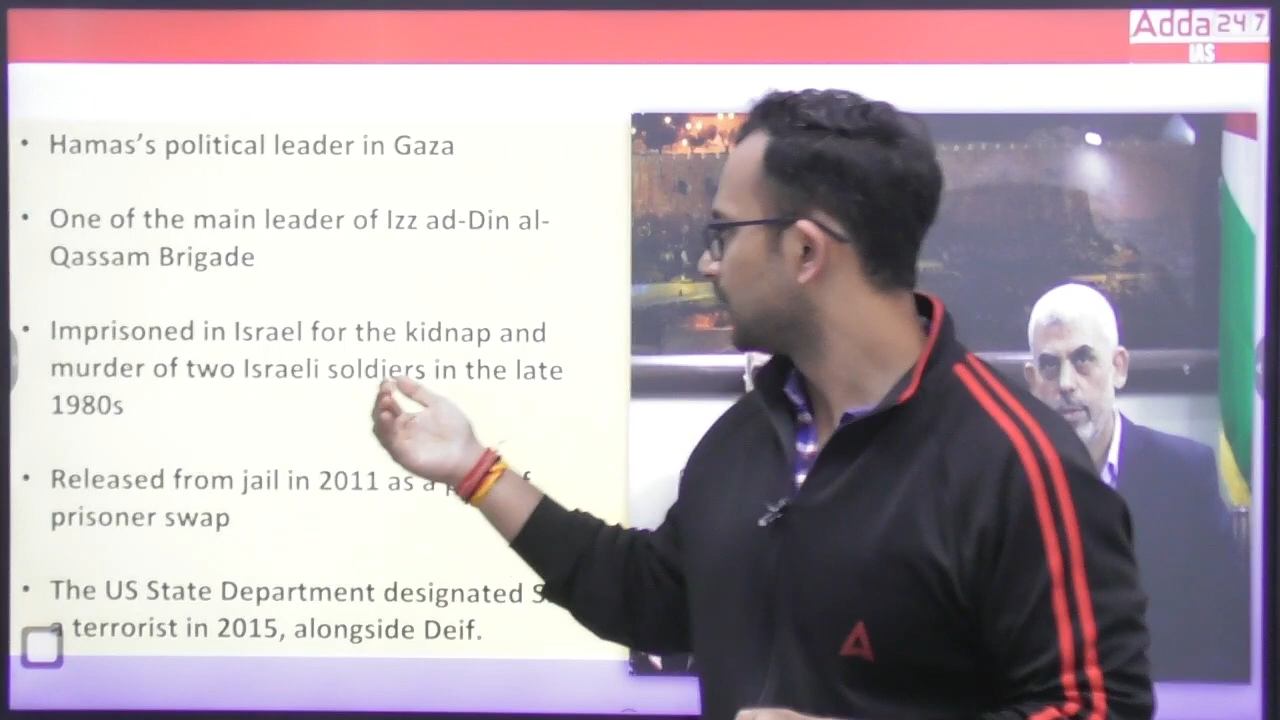 Adda 247
IAS
• Hamas's political leader in Gaza
• One of the main leader of Izz ad-Din al-
Qassam Brigade
• Imprisoned in Israel for the kidnap and
murder of two Israeli soldiers in the late
1980s
• Released from jail in 2011 as a
prisoner swap
• The US State Department designated
a terrorist in 2015, alongside Deif.